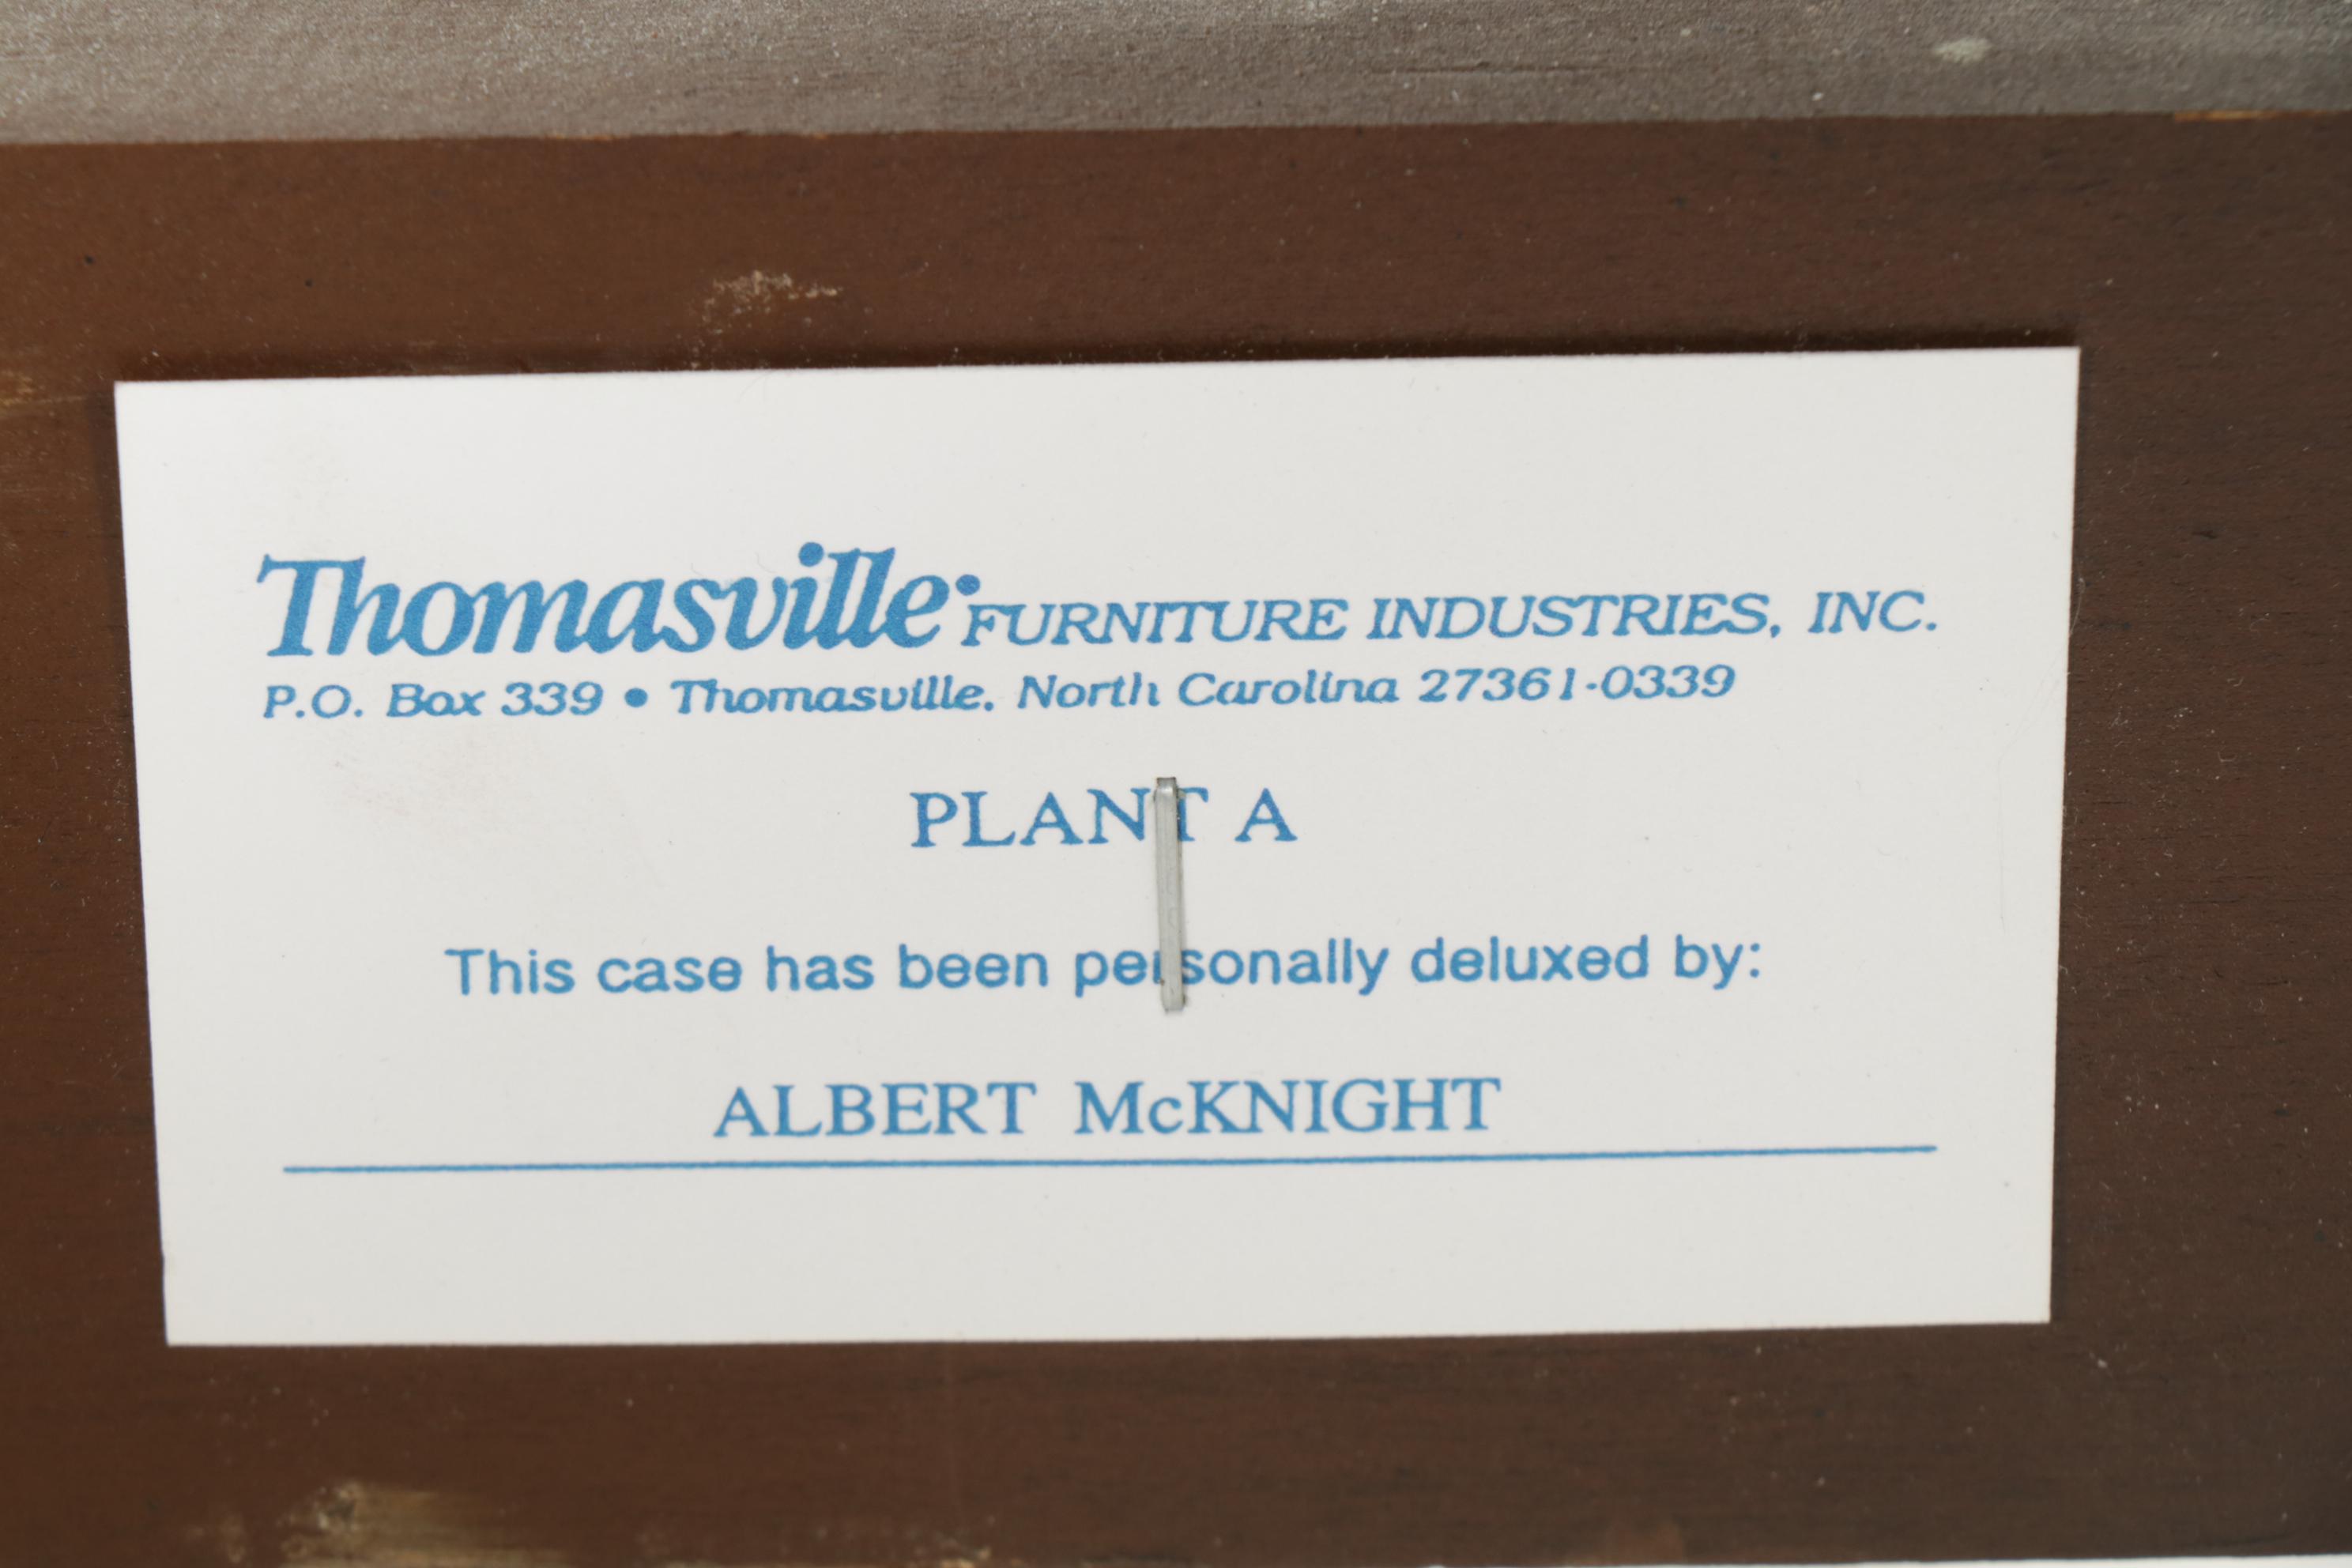 Thomasville® FURNITURE INDUSTRIES, INC.
P.O. Box 339 • Thomasville, North Carolina 27361-0339
PLANT A
This case has been personally deluxed by:
ALBERT McKNIGHT